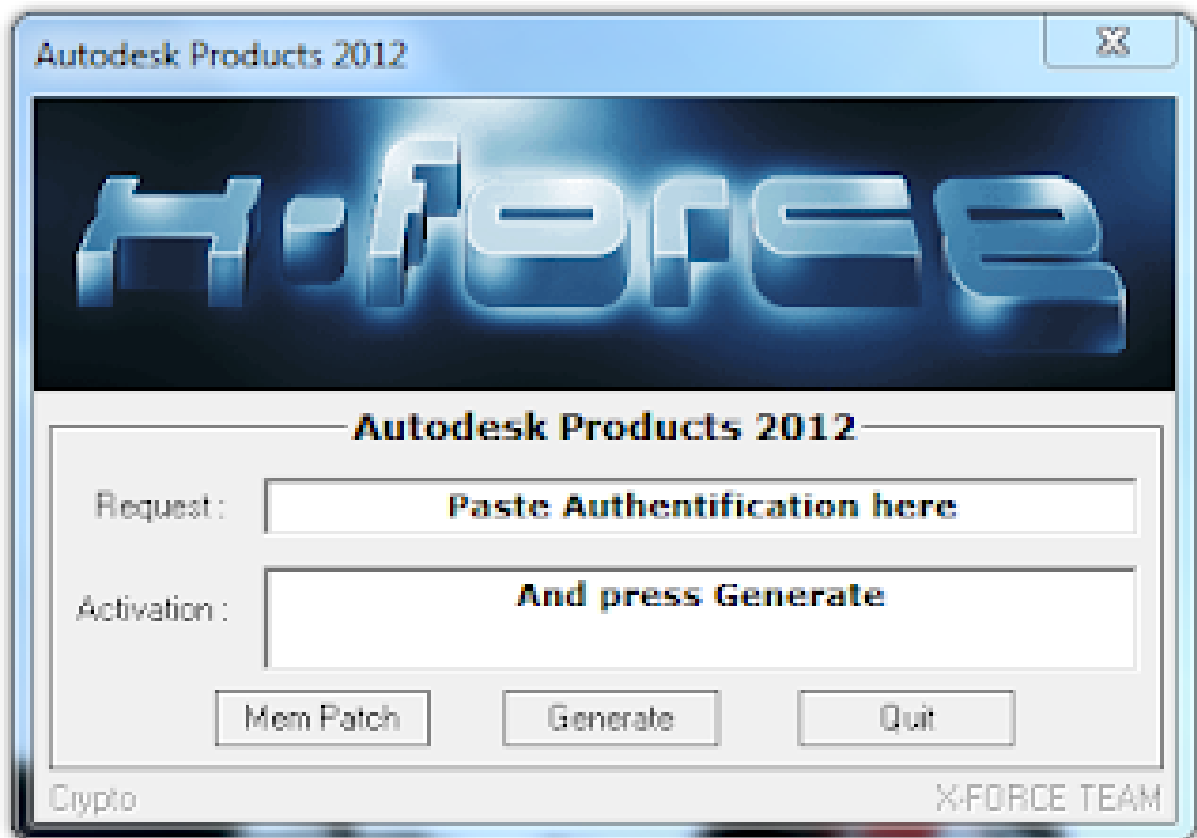 Autodesk Products 2012
x-force
Autodesk Products 2012
Request :
Paste Authentification here
Activation :
And press Generate
Mem Patch
Generate
Quit
Crypto
X-FORCE TEAM